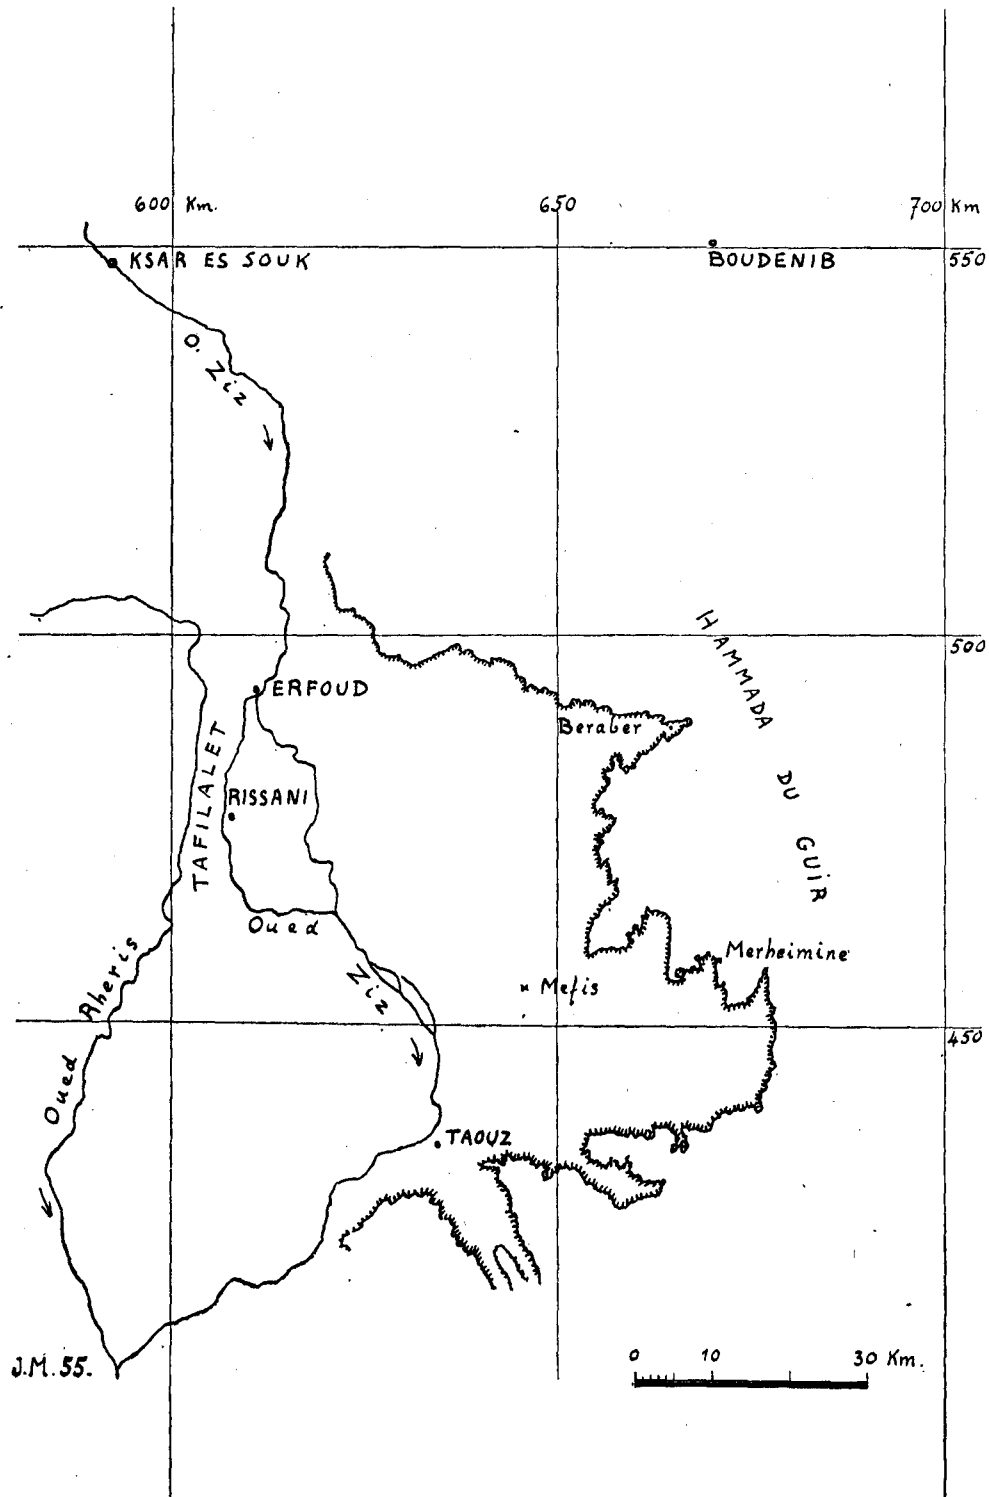 600 Km.
650
700 Km
KSAR ES SOUK
BOUDENIB
550
O. Ziz
500
HAMMADA DU GUIR
ERFOUD
Beraber
TAFILALET
RISSANI
Oued Ziz
Merheimine
Mefis
Oued Rheris
450
TAOUZ
J.M. 55.
0 10 30 Km.